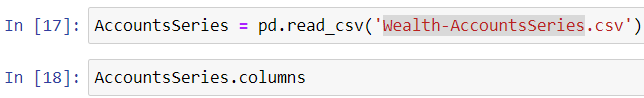 In [17]: AccountsSeries = pd.read_csv('Wealth-AccountsSeries.csv')
In [18]: AccountsSeries.columns